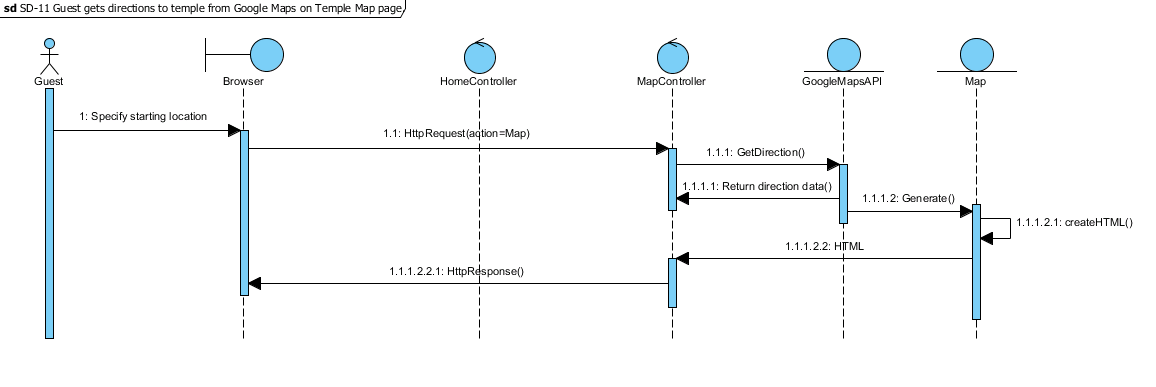 sd SD-11 Guest gets directions to temple from Google Maps on Temple Map page
Guest
Browser
HomeController
MapController
GoogleMapsAPI
Map
1: Specify starting location
1.1: HttpRequest(action=Map)
1.1.1: GetDirection()
1.1.1.1: Return direction data()
1.1.1.2: Generate()
1.1.1.2.1: createHTML()
1.1.1.2.2: HTML
1.1.1.2.2.1: HttpResponse()